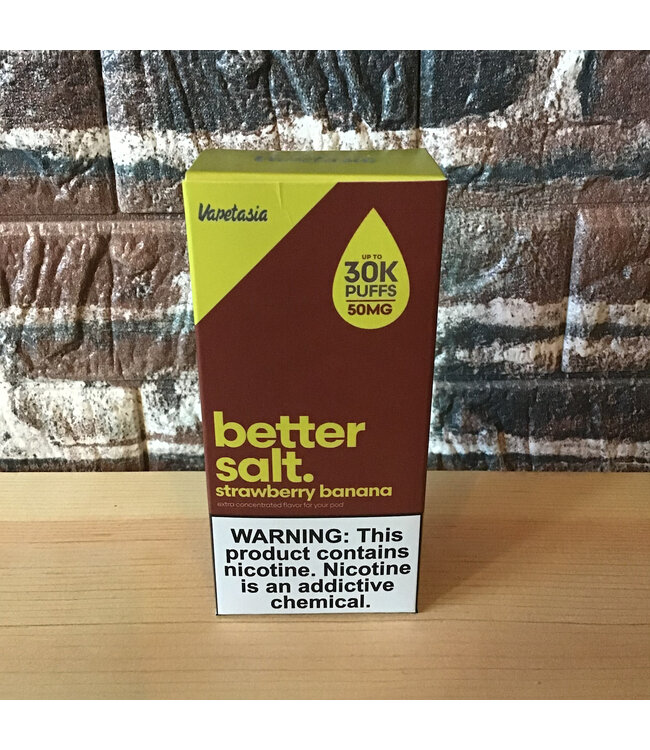 Vapetasia
Vapetasia
UP TO
30K
PUFFS
50MG
better
salt.
strawberry banana
extra concentrated flavor for your pod
WARNING: This
product contains
nicotine. Nicotine
is an addictive
chemical.